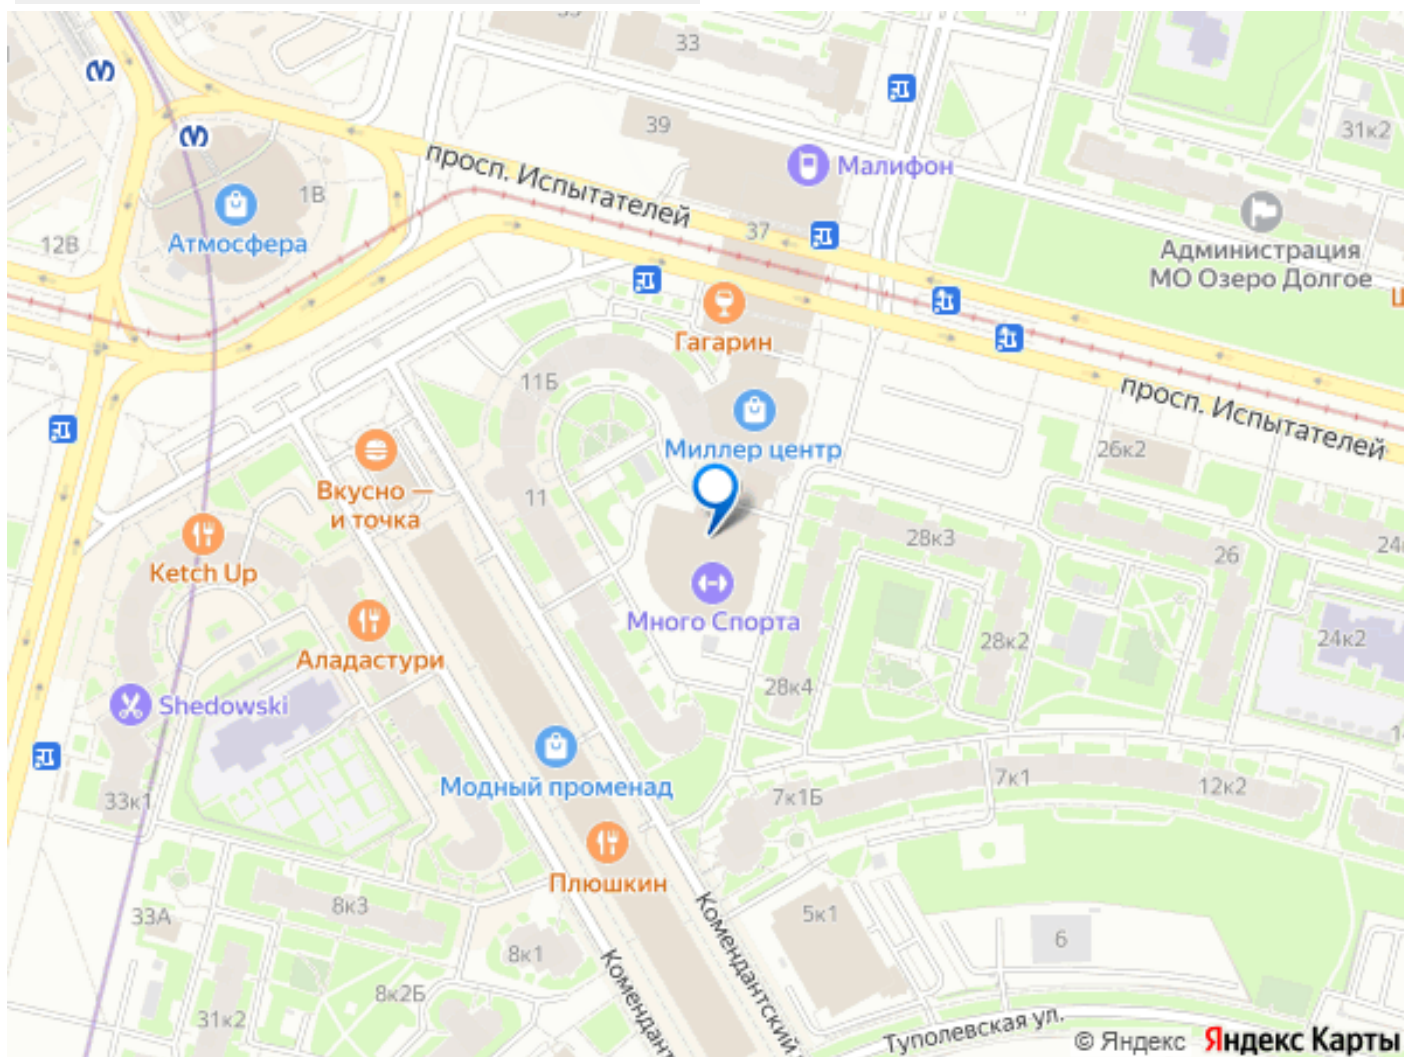 33
39
31к2
просп. Испытателей
Малифон
1В
37
12В
Атмосфера
Администрация
МО Озеро Долгое
Гагарин
11Б
просп. Испытателей
Миллер центр
26к2
Вкусно —
и точка
11
28к3
26
Ketch Up
Много Спорта
24к2
28к2
Аладастури
28к4
Shedowski
Модный променад
7к1Б
7к1
12к2
33к1
Плюшкин
8к3
33А
5к1
6
8к1
Комендантский
8к2Б
31к2
Туполевская ул.
© Яндекс Яндекс Карты